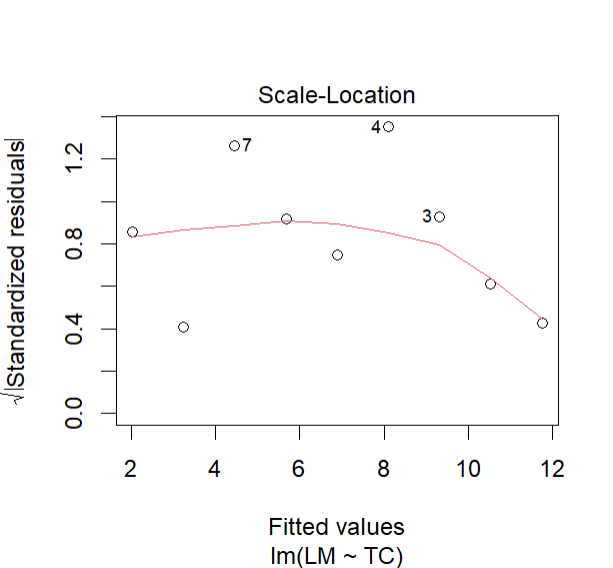 Scale-Location
√|Standardized residuals|
1.2
0.8
0.4
0.0
7
4
3
2 4 6 8 10 12
Fitted values
lm(LM ~ TC)